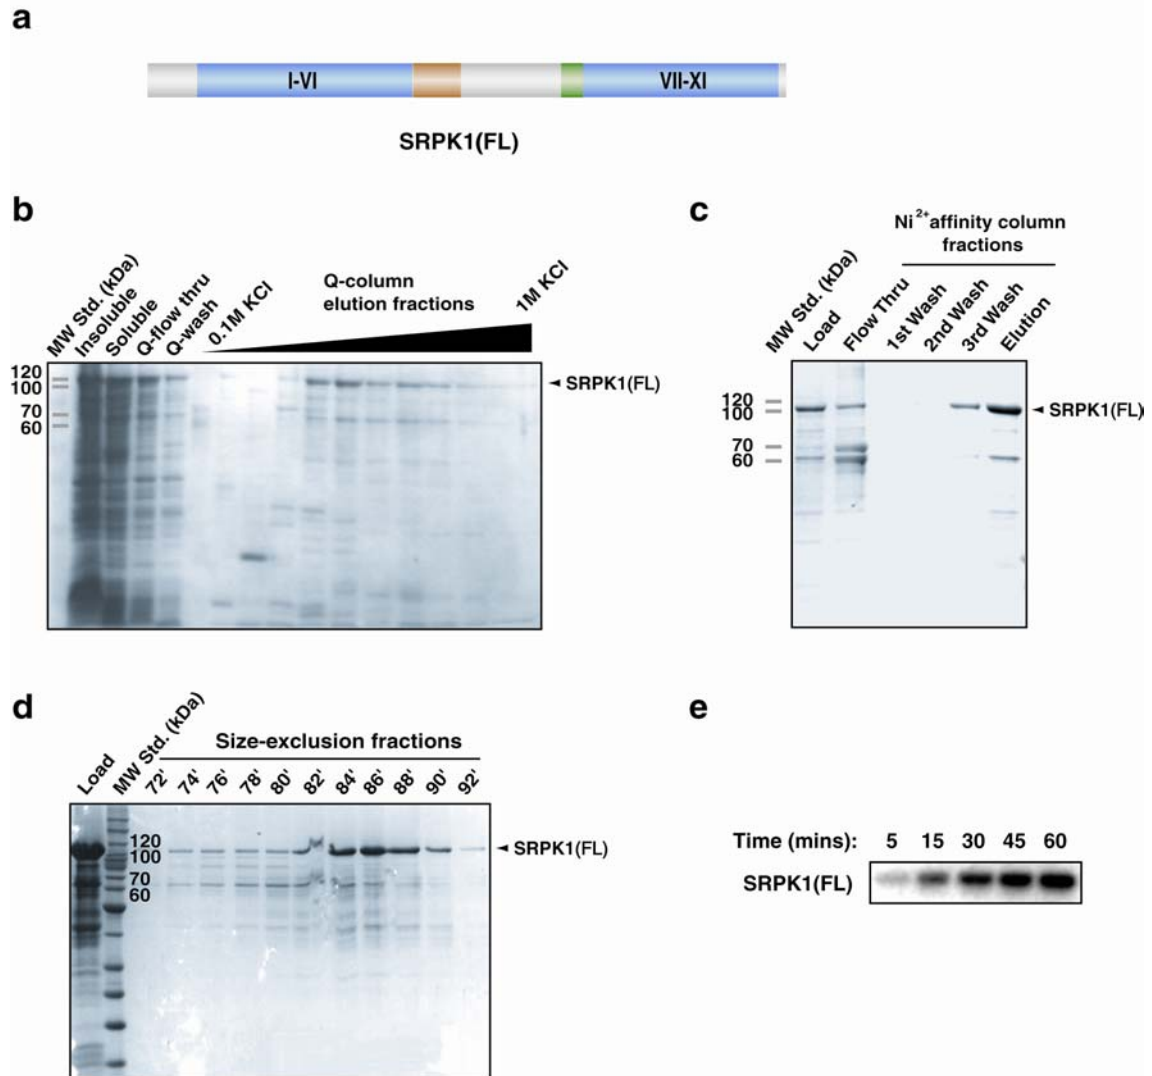 a
I-VI
VII-XI
SRPK1(FL)
b
MW Std. (kDa)
Insoluble
Soluble
Q-flow thru
Q-wash
0.1M KCl
Q-column
elution fractions
1M KCl
120
100
70
60
SRPK1(FL)
c
Ni2+affinity column
fractions
MW Std. (kDa)
Load
Flow Thru
1st Wash
2nd Wash
3rd Wash
Elution
120
100
70
60
SRPK1(FL)
d
Load
MW Std. (kDa)
Size-exclusion fractions
72' 74' 76' 78' 80' 82' 84' 86' 88' 90' 92'
120
100
70
60
SRPK1(FL)
e
Time (mins): 5 15 30 45 60
SRPK1(FL)